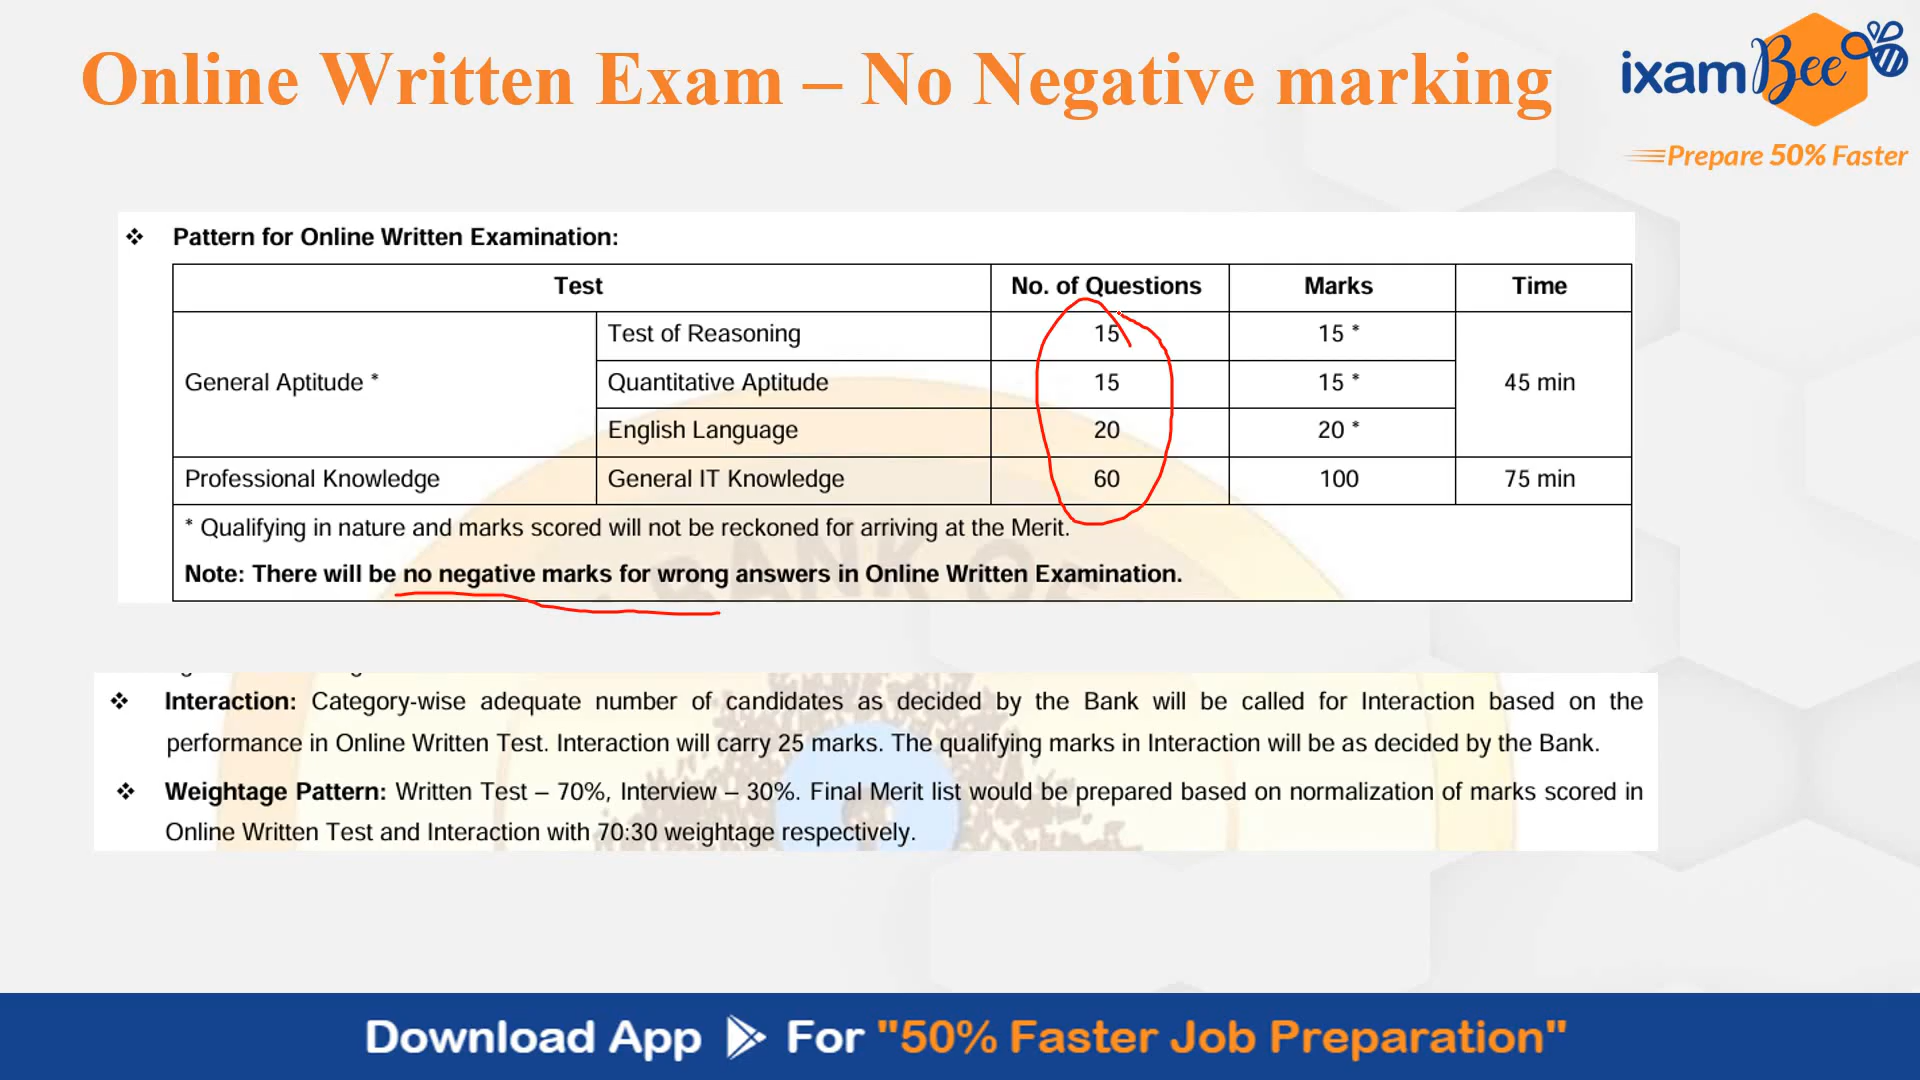 Online Written Exam – No Negative marking
ixamBee
Prepare 50% Faster
❖ Pattern for Online Written Examination:
Test No. of Questions Marks Time
General Aptitude *
Test of Reasoning 15 15 *
Quantitative Aptitude 15 15 *
English Language 20 20 *
45 min
Professional Knowledge General IT Knowledge 60 100 75 min
* Qualifying in nature and marks scored will not be reckoned for arriving at the Merit.
Note: There will be no negative marks for wrong answers in Online Written Examination.
BANK OF
❖ Interaction: Category-wise adequate number of candidates as decided by the Bank will be called for Interaction based on the
performance in Online Written Test. Interaction will carry 25 marks. The qualifying marks in Interaction will be as decided by the Bank.
❖ Weightage Pattern: Written Test – 70%, Interview – 30%. Final Merit list would be prepared based on normalization of marks scored in
Online Written Test and Interaction with 70:30 weightage respectively.
Download App For "50% Faster Job Preparation"